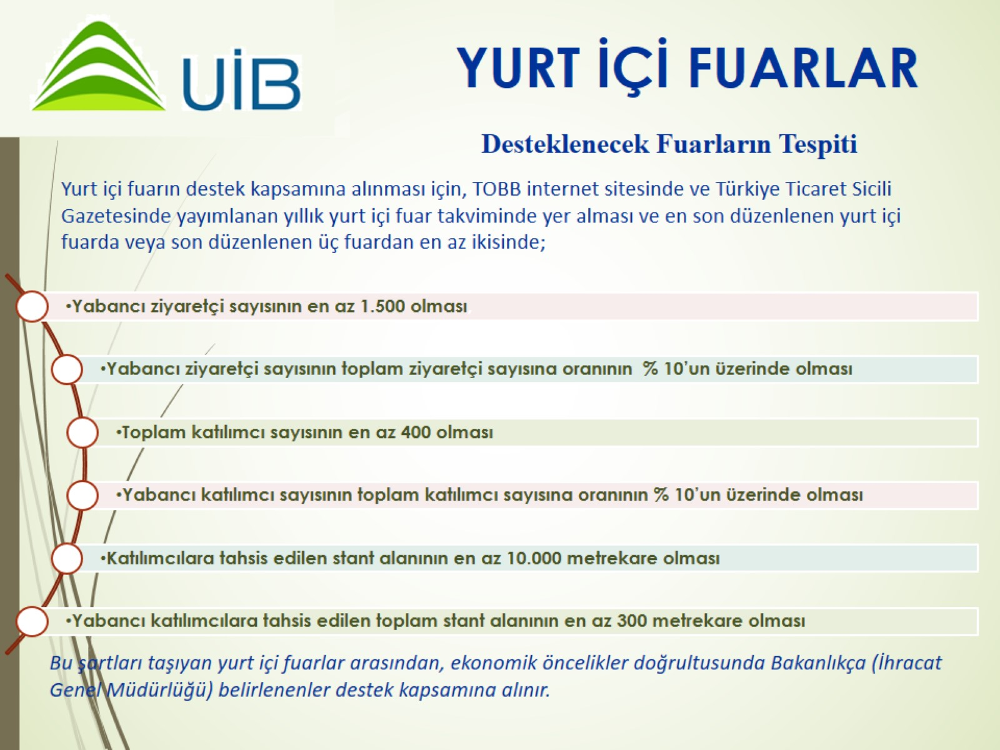 UİB
YURT İÇİ FUARLAR
Desteklenecek Fuarların Tespiti
Yurt içi fuarın destek kapsamına alınması için, TOBB internet sitesinde ve Türkiye Ticaret Sicili
Gazetesinde yayımlanan yıllık yurt içi fuar takviminde yer alması ve en son düzenlenen yurt içi
fuarda veya son düzenlenen üç fuardan en az ikisinde;
•Yabancı ziyaretçi sayısının en az 1.500 olması
•Yabancı ziyaretçi sayısının toplam ziyaretçi sayısına oranının % 10’un üzerinde olması
•Toplam katılımcı sayısının en az 400 olması
•Yabancı katılımcı sayısının toplam katılımcı sayısına oranının % 10’un üzerinde olması
•Katılımcılara tahsis edilen stant alanının en az 10.000 metrekare olması
•Yabancı katılımcılara tahsis edilen toplam stant alanının en az 300 metrekare olması
Bu şartları taşıyan yurt içi fuarlar arasından, ekonomik öncelikler doğrultusunda Bakanlıkça (İhracat
Genel Müdürlüğü) belirlenenler destek kapsamına alınır.